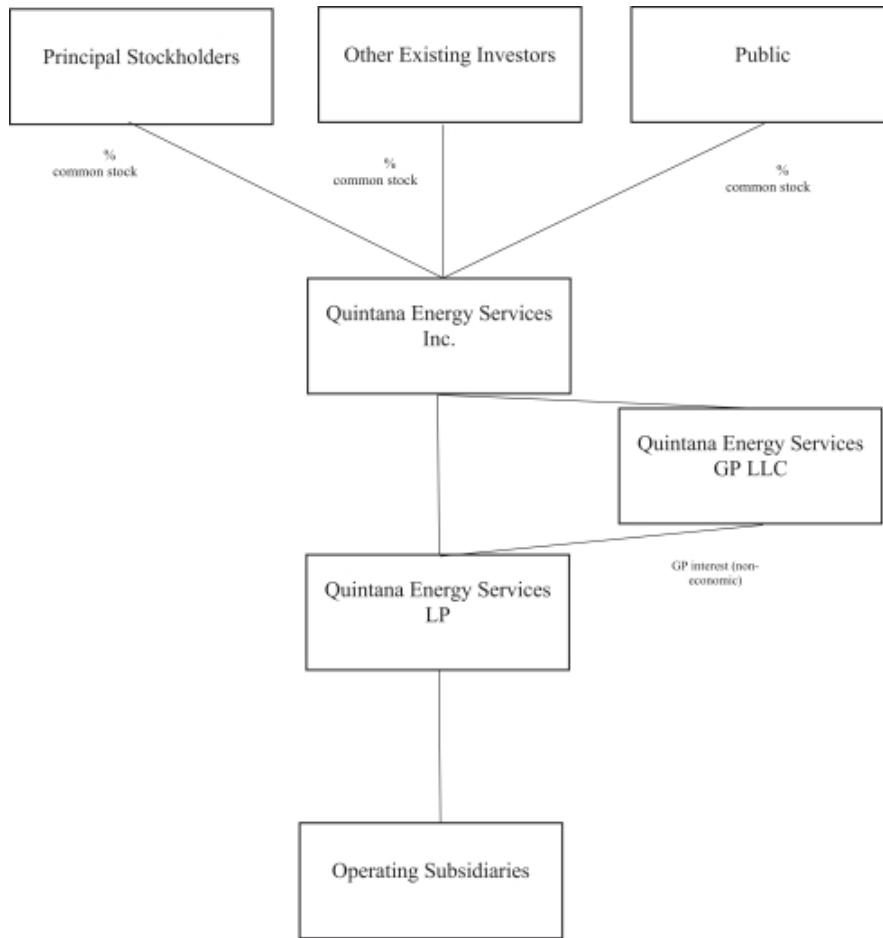 Principal Stockholders
Other Existing Investors
Public
%
common stock
%
common stock
%
common stock
Quintana Energy Services
Inc.
Quintana Energy Services
GP LLC
GP interest (non-
economic)
Quintana Energy Services
LP
Operating Subsidiaries